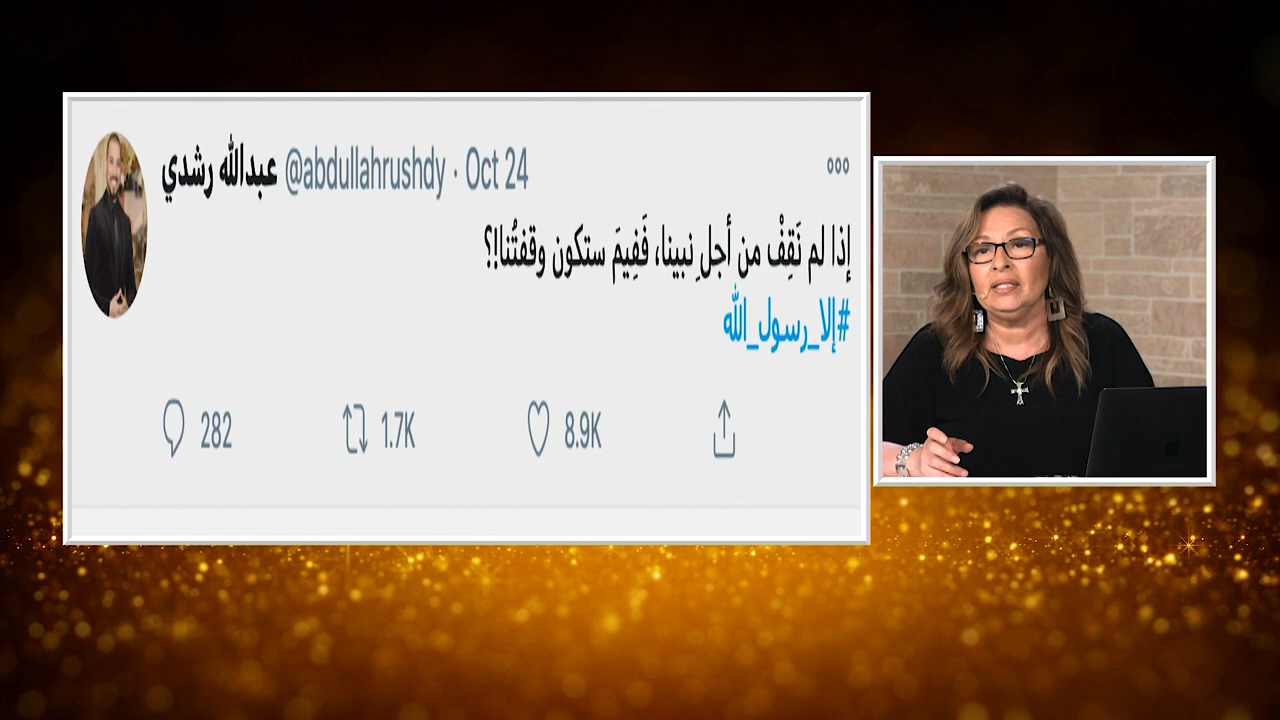 عبدالله رشدي @abdullahrushdy · Oct 24
إذا لم نَقِفْ من أجلِ نبينا، فَفِيمَ ستكون وقفتُنا!؟
#إلا_رسول_الله
282 1.7K 8.9K